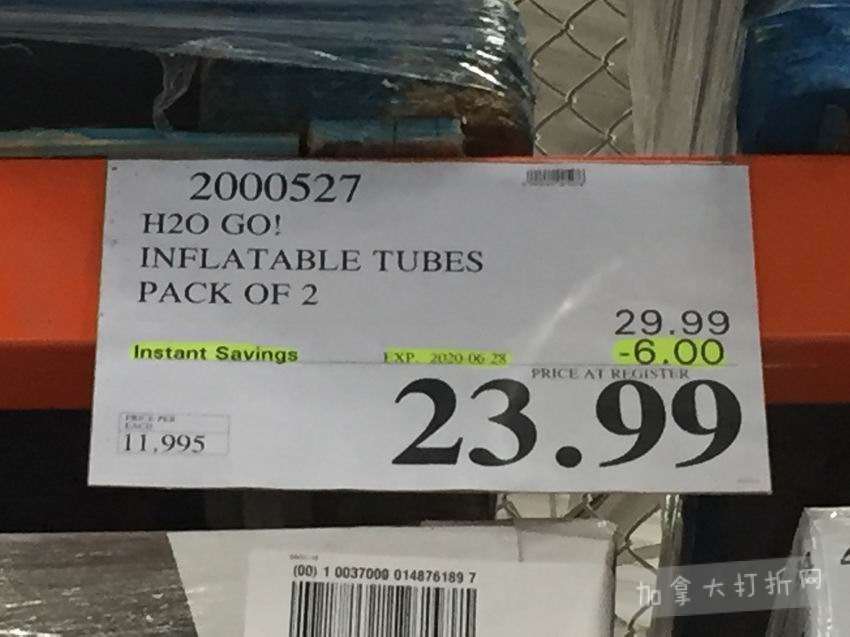 2000527
H2O GO!
INFLATABLE TUBES
PACK OF 2
29.99
Instant Savings EXP. 2020-06-28 -6.00
PRICE AT REGISTER
23.99
PRICE PER
EACH
11.995
(00) 1 0037000 014876189 7
4
加拿大打折网